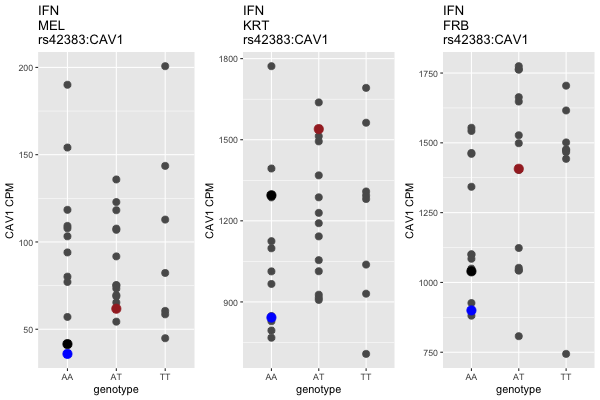 IFN
MEL
rs42383:CAV1
200
150
100
50
CAV1 CPM
AA AT TT
genotype
IFN
KRT
rs42383:CAV1
1800
1500
1200
900
CAV1 CPM
AA AT TT
genotype
IFN
FRB
rs42383:CAV1
1750
1500
1250
1000
750
CAV1 CPM
AA AT TT
genotype